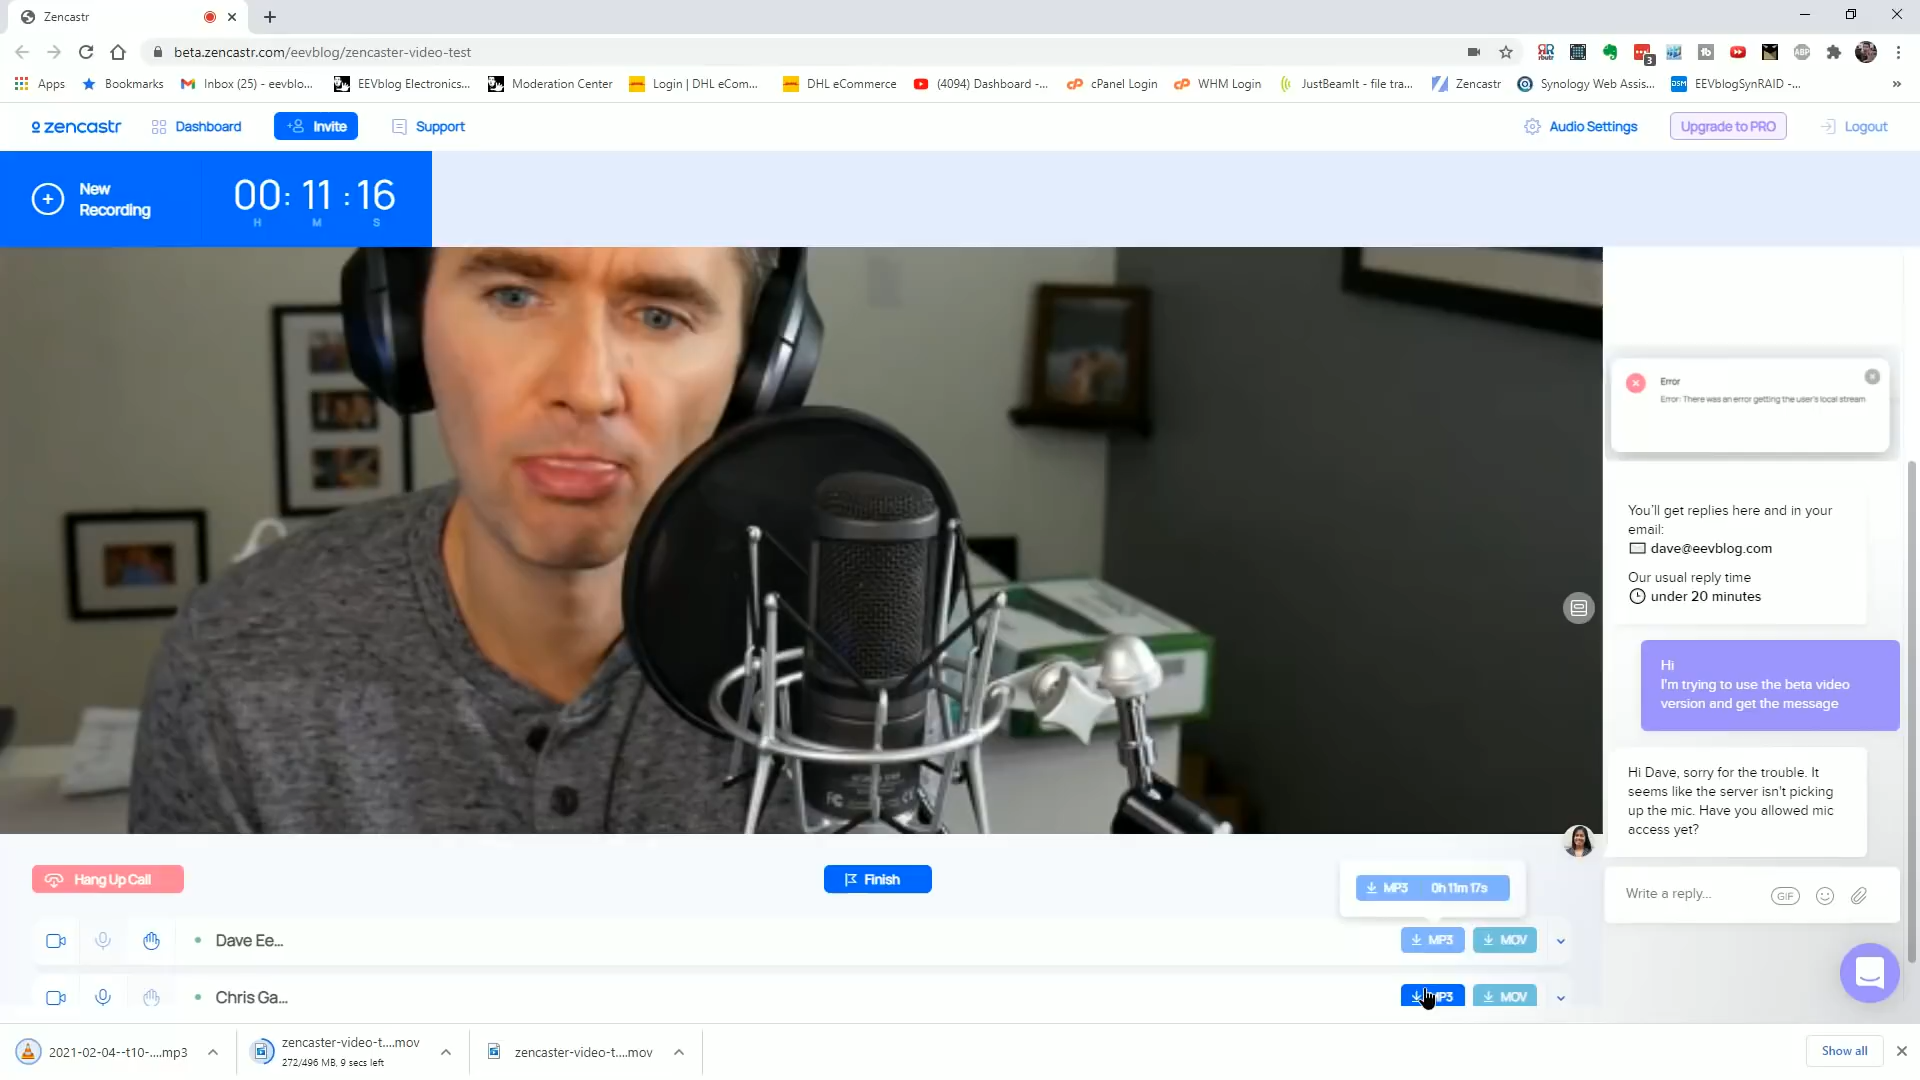 Zencastr
beta.zencastr.com/eevblog/zencaster-video-test
3
Apps
Bookmarks
Inbox (25) - eevblo...
EEVblog Electronics...
Moderation Center
Login | DHL eCom...
DHL eCommerce
(4094) Dashboard -...
cPanel Login
WHM Login
JustBeamIt - file tra...
Zencastr
Synology Web Assis...
EEVblogSynRAID -...
»
zencastr
Dashboard
Invite
Support
Audio Settings
Upgrade to PRO
Logout
New
Recording
00: 11 :16
H M S
Error
Error: There was an error getting the user's local stream
You'll get replies here and in your
email:
dave@eevblog.com
Our usual reply time
under 20 minutes
Hi
I'm trying to use the beta video
version and get the message
Hi Dave, sorry for the trouble. It
seems like the server isn't picking
up the mic. Have you allowed mic
access yet?
Hang Up Call
Finish
MP3 0h 11m 17s
Write a reply...
GIF
Dave Ee...
MP3
MOV
Chris Ga...
MP3
MOV
2021-02-04--t10-....mp3
zencaster-video-t....mov
272/496 MB, 9 secs left
zencaster-video-t....mov
Show all